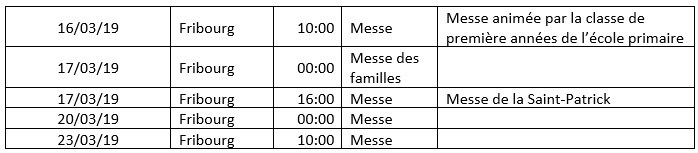 16/03/19 Fribourg 10:00 Messe Messe animée par la classe de
première années de l'école primaire
17/03/19 Fribourg 00:00 Messe des
familles
17/03/19 Fribourg 16:00 Messe Messe de la Saint-Patrick
20/03/19 Fribourg 00:00 Messe
23/03/19 Fribourg 10:00 Messe